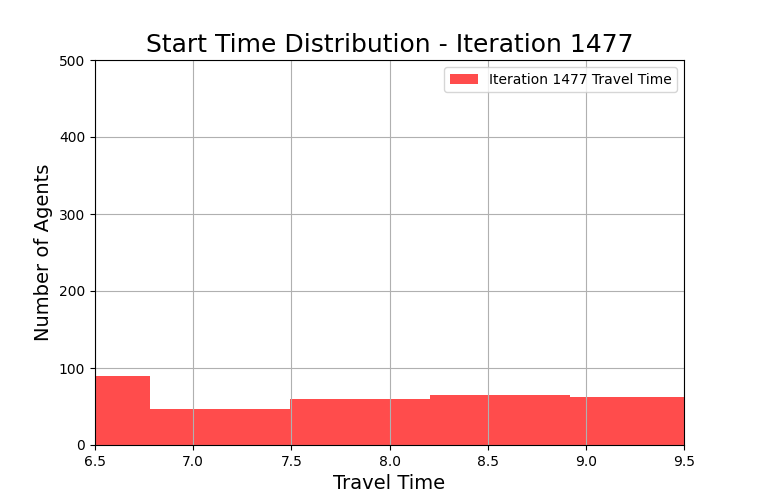 Start Time Distribution - Iteration 1477
Iteration 1477 Travel Time
Number of Agents
500
400
300
200
100
0
6.5 7.0 7.5 8.0 8.5 9.0 9.5
Travel Time